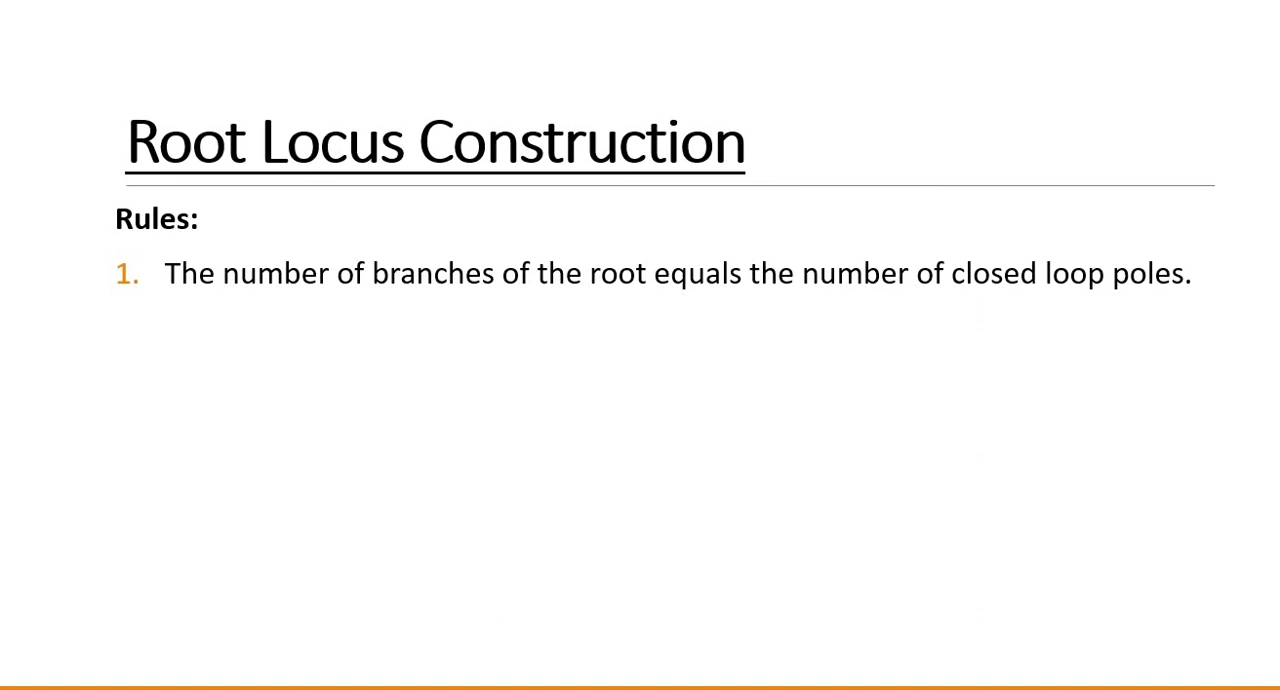 Root Locus Construction
Rules:
1. The number of branches of the root equals the number of closed loop poles.